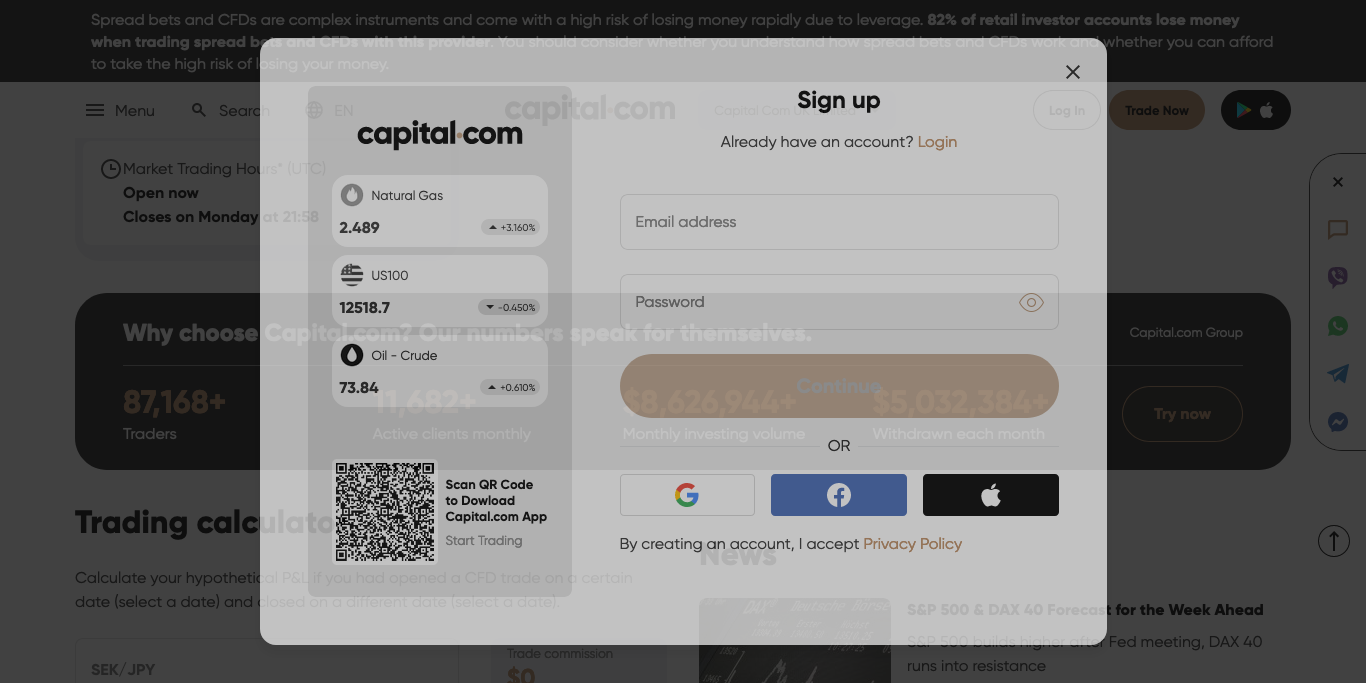 Spread bets and CFDs are complex instruments and come with a high risk of losing money rapidly due to leverage. 82% of retail investor accounts lose money
when trading spread bets and CFDs with this provider. You should consider whether you understand how spread bets and CFDs work and whether you can afford
to take the high risk of losing your money.
Menu
Search
EN
capital.com
Log In
Trade Now
Market Trading Hours* (UTC)
Open now
Closes on Monday at 21:58
Sign up
Already have an account? Login
Email address
Password
Continue
OR
By creating an account, I accept Privacy Policy
capital.com
Natural Gas
2.489
+3.160%
US100
12518.7
-0.450%
Oil - Crude
73.84
+0.610%
Scan QR Code
to Dowload
Capital.com App
Start Trading
Why choose Capital.com? Our numbers speak for themselves.
Capital.com Group
87,168+
Traders
11,682+
Active clients monthly
$8,626,944+
Monthly investing volume
$5,032,384+
Withdrawn each month
Try now
Trading calculato
Calculate your hypothetical P&L if you had opened a CFD trade on a certain
date (select a date) and closed on a different date (select a date).
SEK/JPY
Trade commission
$0
News
DAX
S&P 500 & DAX 40 Forecast for the Week Ahead
S&P 500 builds higher after Fed meeting, DAX 40
runs into resistance